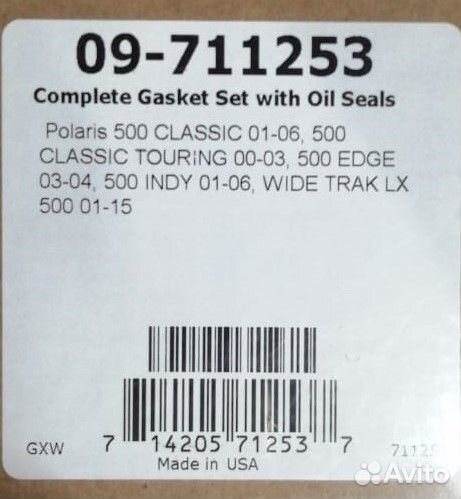 09-711253
Complete Gasket Set with Oil Seals
Polaris 500 CLASSIC 01-06, 500
CLASSIC TOURING 00-03, 500 EDGE
03-04, 500 INDY 01-06, WIDE TRAK LX
500 01-15
GXW
7 14205 71253 7
7112
Made in USA
Avito